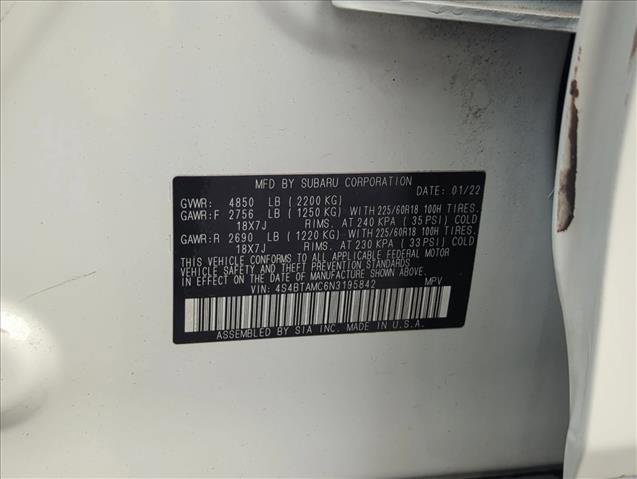 MFD BY SUBARU CORPORATION
DATE: 01/22
GVWR: 4850 LB (2200 KG)
GAWR:F 2756 LB (1250 KG) WITH 225/60R18 100H TIRES.
18X7J RIMS. AT 240 KPA (35 PSI) COLD
GAWR:R 2690 LB (1220 KG) WITH 225/60R18 100H TIRES.
18X7J RIMS. AT 230 KPA (33 PSI) COLD
THIS VEHICLE CONFORMS TO ALL APPLICABLE FEDERAL MOTOR
VEHICLE SAFETY AND THEFT PREVENTION STANDARDS
IN EFFECT ON THE DATE OF MANUFACTURE SHOWN ABOVE.
VIN: 4S4BTAMC6N3195842 MPV
ASSEMBLED BY SIA INC. MADE IN U.S.A.